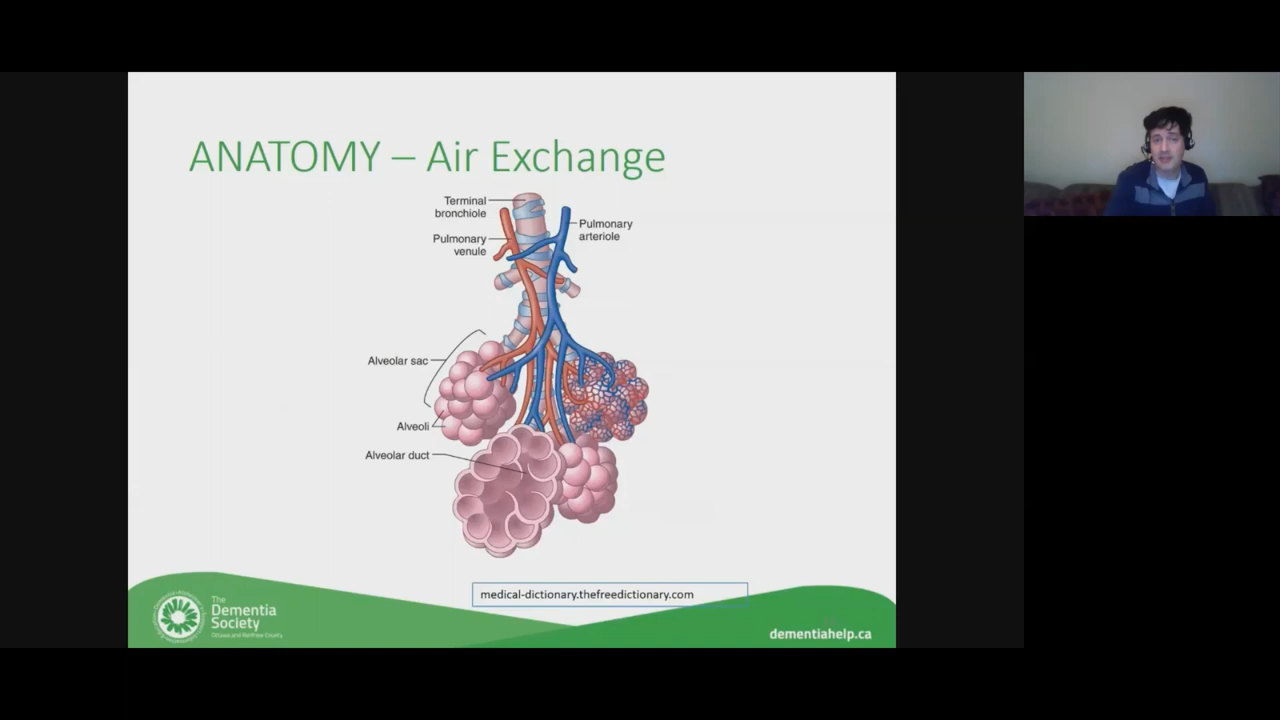 ANATOMY – Air Exchange
Terminal
bronchiole
Pulmonary
arteriole
Pulmonary
venule
Alveolar sac
Alveoli
Alveolar duct
medical-dictionary.thefreedictionary.com
The
Dementia
Society
Ottawa and Renfrew County
dementiahelp.ca